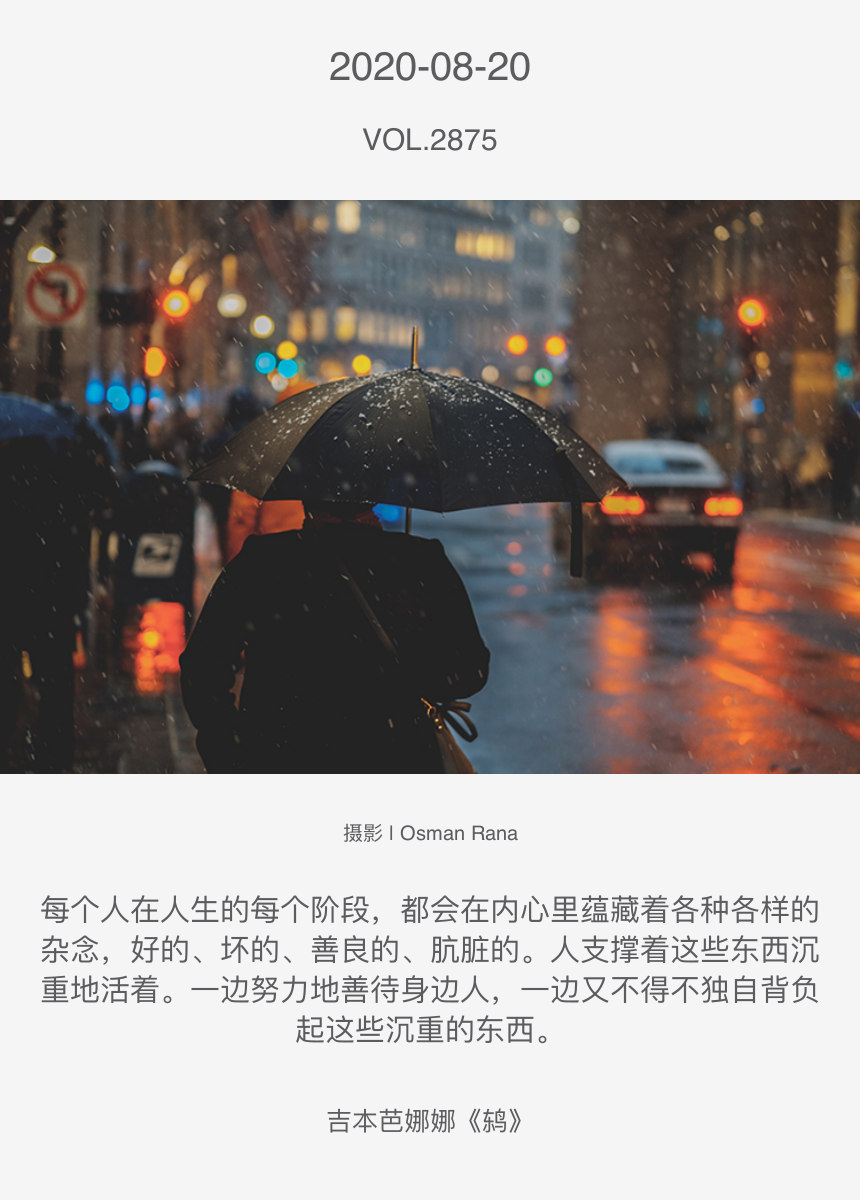 2020-08-20
VOL.2875
摄影 l Osman Rana
每个人在人生的每个阶段，都会在内心里蕴藏着各种各样的
杂念，好的、坏的、善良的、肮脏的。人支撑着这些东西沉
重地活着。一边努力地善待身边人，一边又不得不独自背负
起这些沉重的东西。
吉本芭娜娜《鸫》